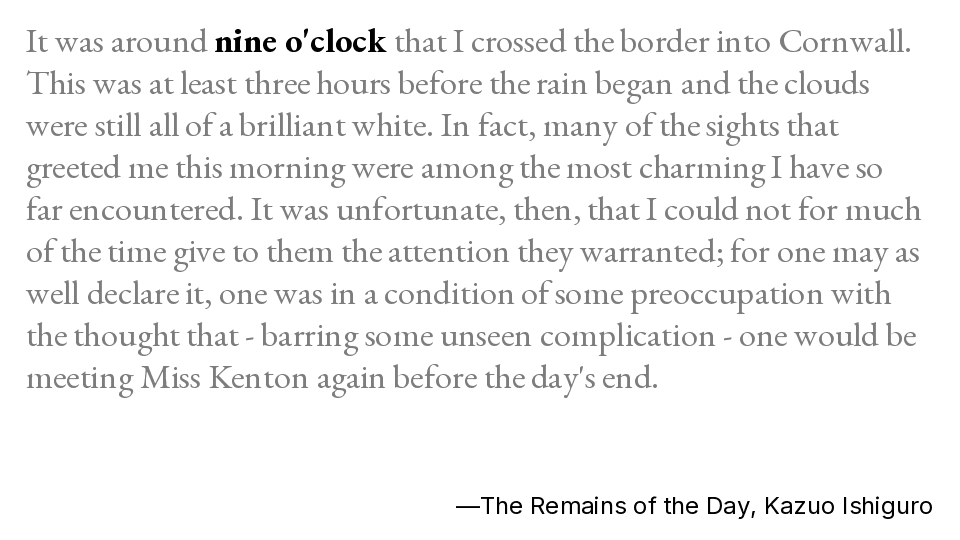 It was around nine o'clock that I crossed the border into Cornwall.
This was at least three hours before the rain began and the clouds
were still all of a brilliant white. In fact, many of the sights that
greeted me this morning were among the most charming I have so
far encountered. It was unfortunate, then, that I could not for much
of the time give to them the attention they warranted; for one may as
well declare it, one was in a condition of some preoccupation with
the thought that - barring some unseen complication - one would be
meeting Miss Kenton again before the day's end.
—The Remains of the Day, Kazuo Ishiguro